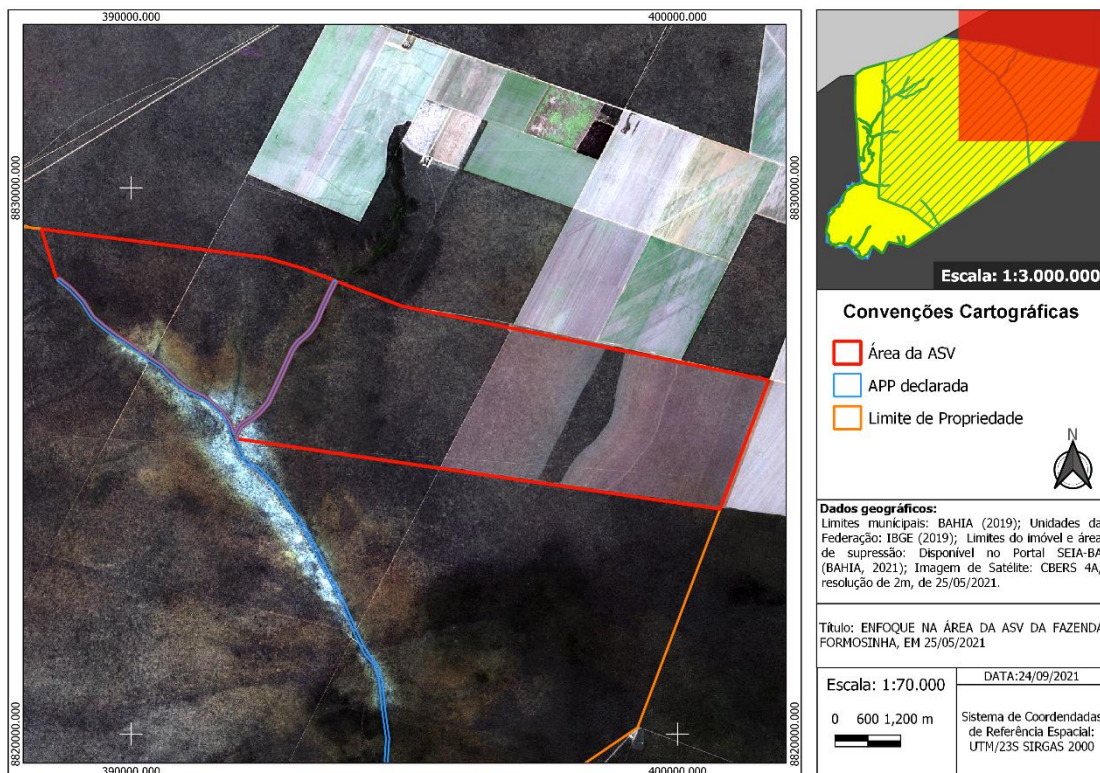 390000.000
400000.000
8830000.000
8830000.000
8820000.000
8820000.000
390000.000
400000.000
Escala: 1:3.000.000
Convenções Cartográficas
Área da ASV
APP declarada
Limite de Propriedade
N
Dados geográficos:
Limites municipais: BAHIA (2019); Unidades da
Federação: IBGE (2019); Limites do imóvel e área
de supressão: Disponível no Portal SEIA-BA
(BAHIA, 2021); Imagem de Satélite: CBERS 4A,
resolução de 2m, de 25/05/2021.
Título: ENFOQUE NA ÁREA DA ASV DA FAZENDA
FORMOSINHA, EM 25/05/2021
Escala: 1:70.000
0 600 1,200 m
DATA:24/09/2021
Sistema de Coordendadas
de Referência Espacial:
UTM/23S SIRGAS 2000